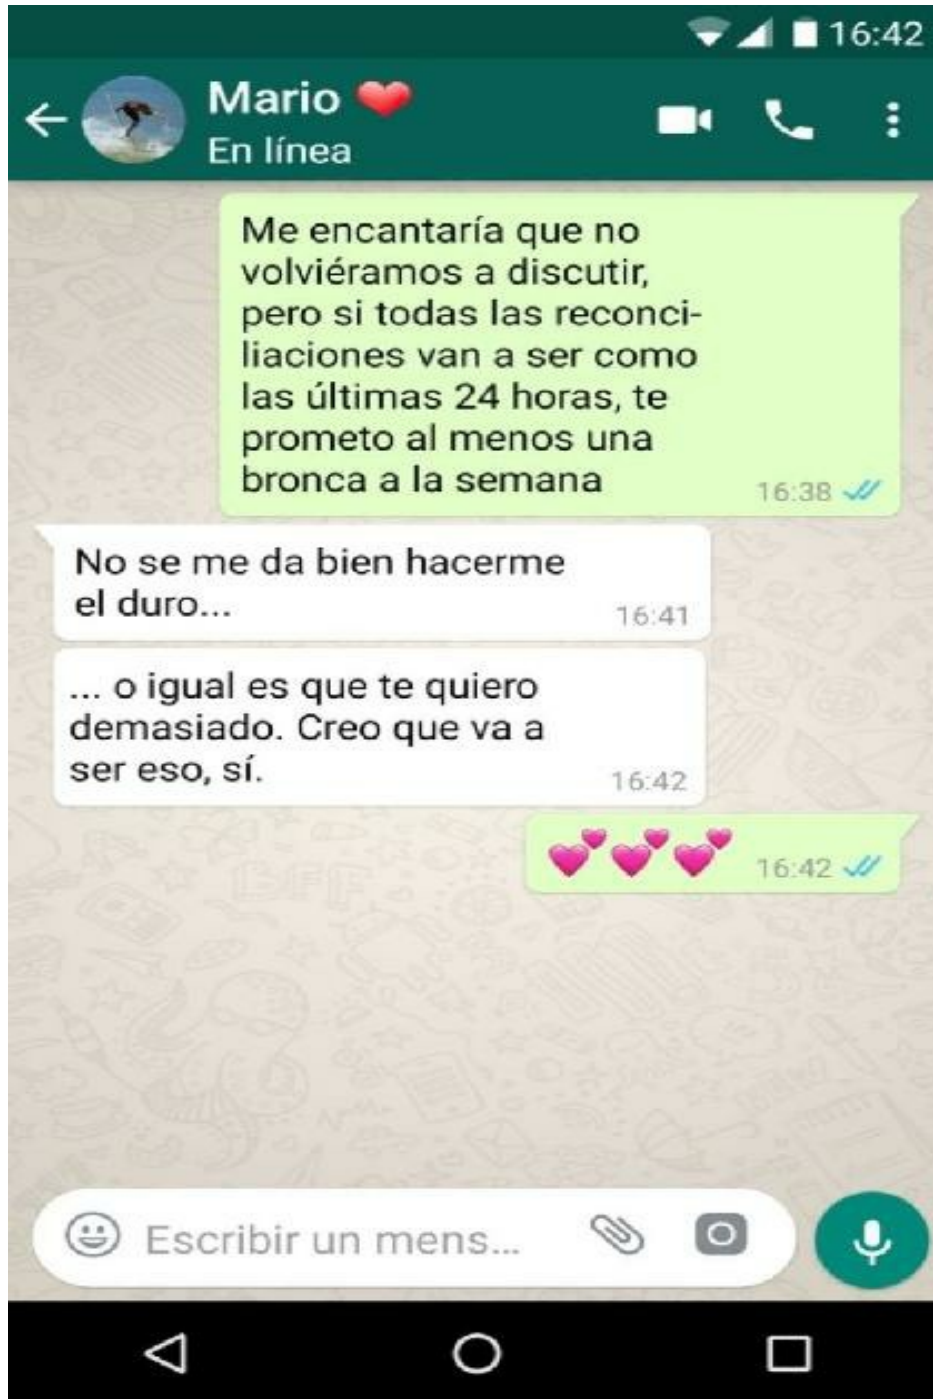 16:42
Mario ❤
En línea
Me encantaría que no
volviéramos a discutir,
pero si todas las reconci-
liaciones van a ser como
las últimas 24 horas, te
prometo al menos una
bronca a la semana
16:38
No se me da bien hacerme
el duro...
16:41
... o igual es que te quiero
demasiado. Creo que va a
ser eso, sí.
16:42
💕💕💕 16:42
Escribir un mens...